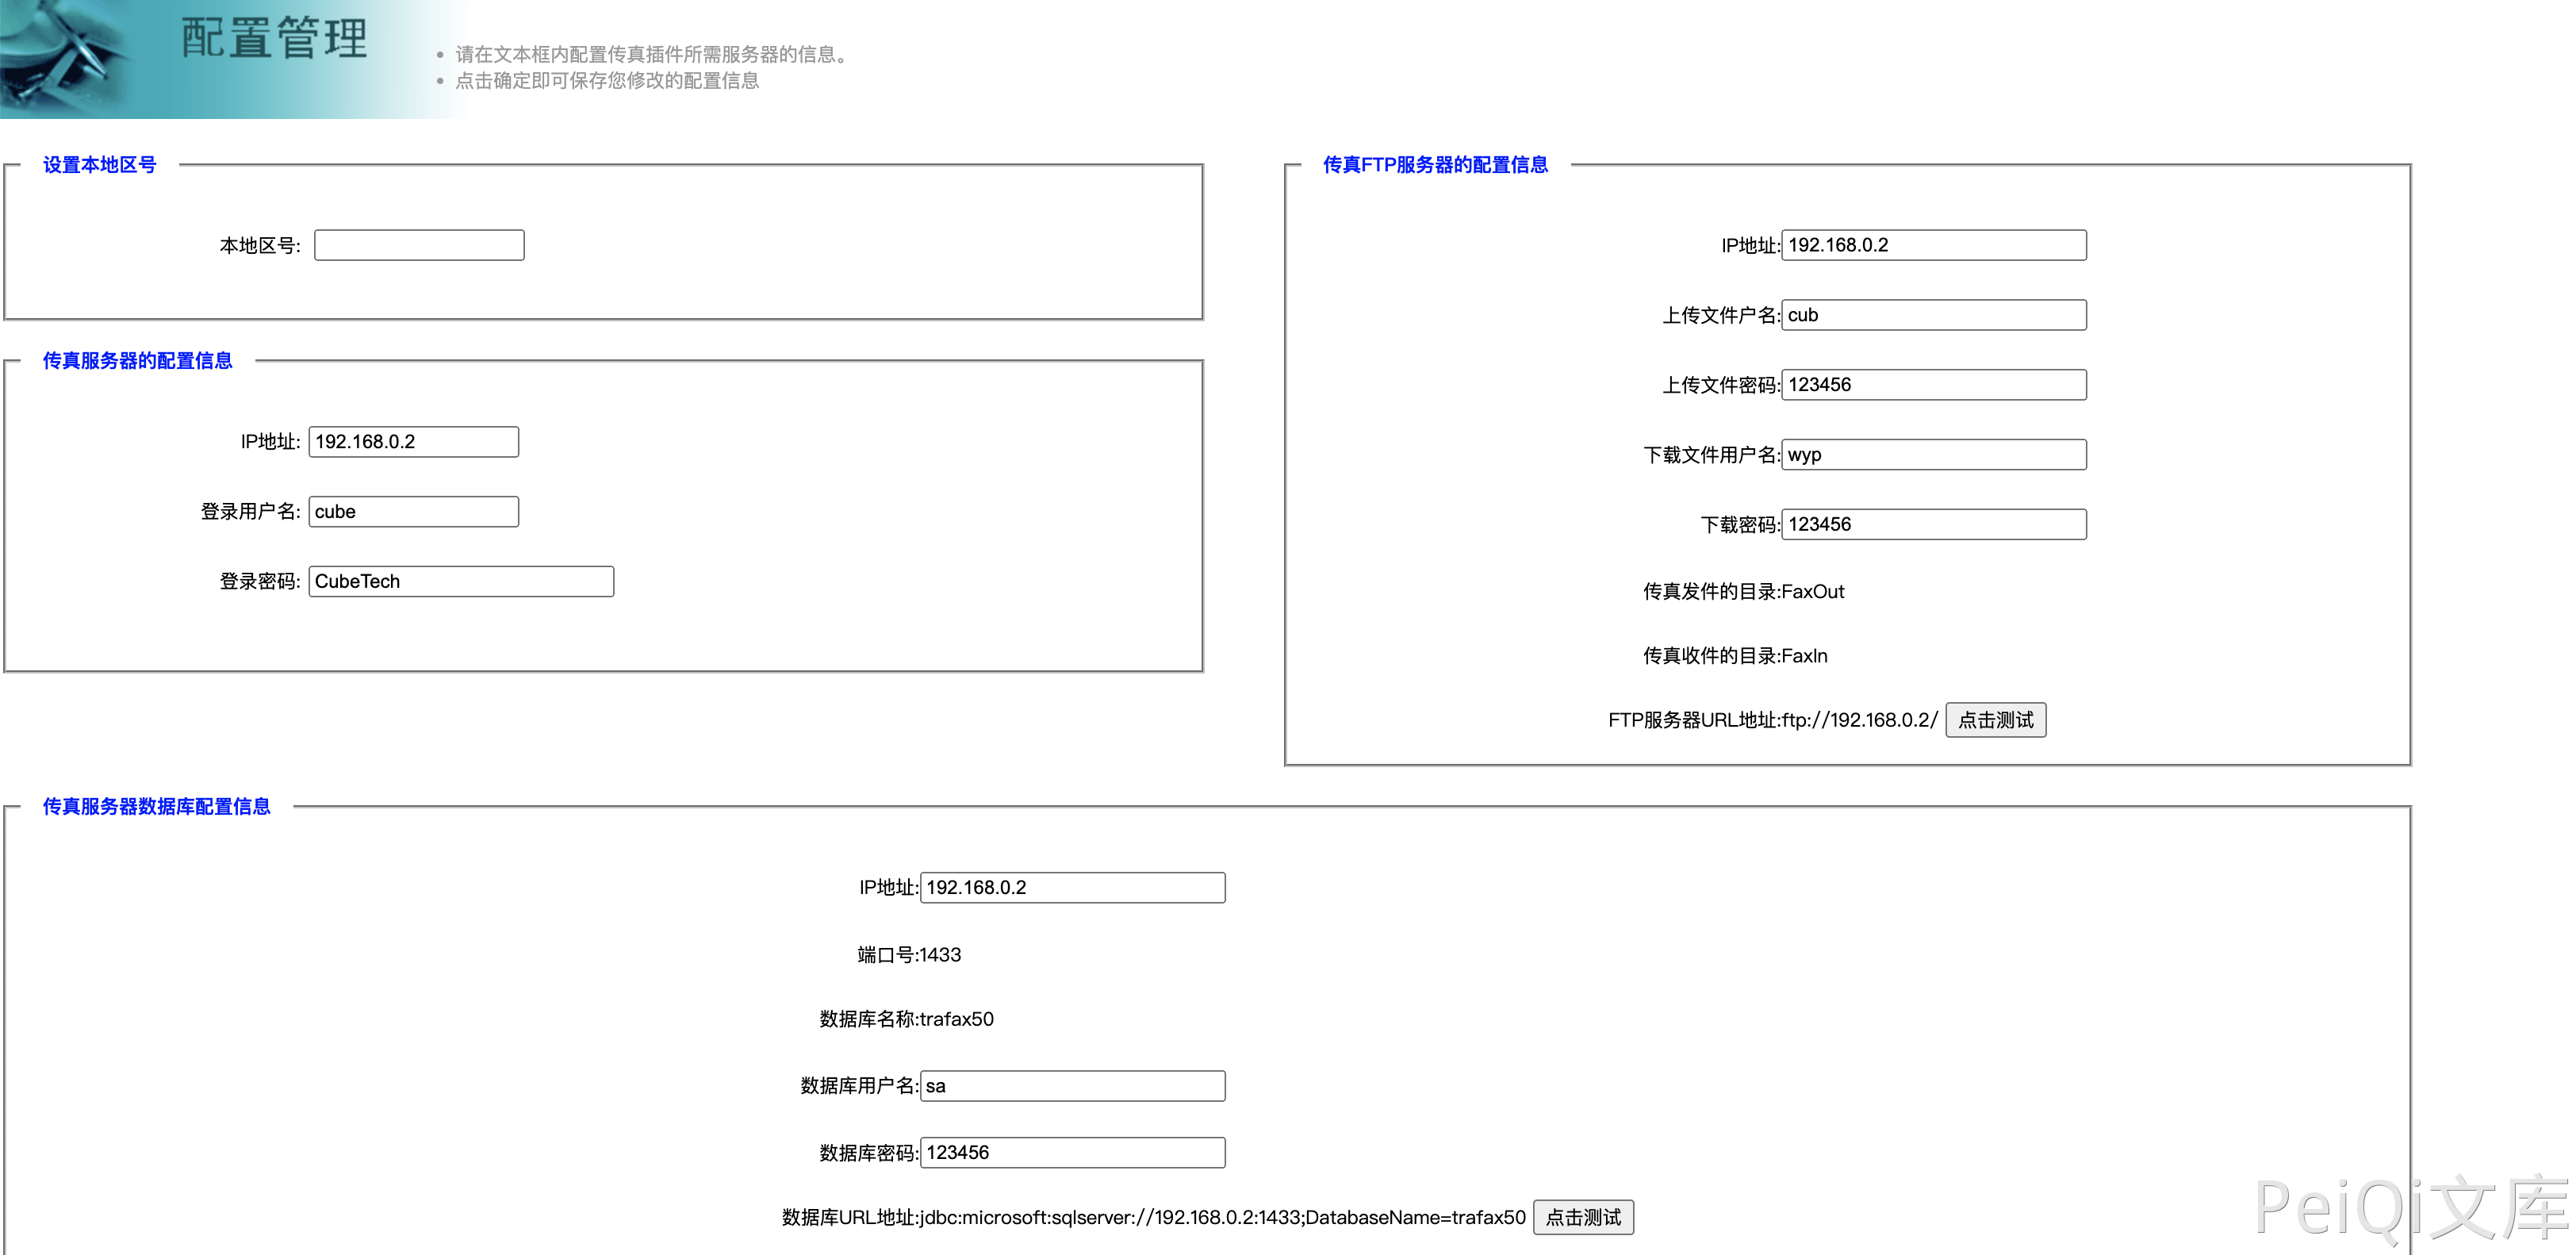 配置管理
请在文本框内配置传真插件所需服务器的信息。
点击确定即可保存您修改的配置信息
设置本地区号
本地区号:
传真服务器的配置信息
IP地址: 192.168.0.2
登录用户名: cube
登录密码: CubeTech
传真FTP服务器的配置信息
IP地址: 192.168.0.2
上传文件户名: cub
上传文件密码: 123456
下载文件用户名: wyp
下载密码: 123456
传真发件的目录:FaxOut
传真收件的目录:FaxIn
FTP服务器URL地址:ftp://192.168.0.2/ 点击测试
传真服务器数据库配置信息
IP地址: 192.168.0.2
端口号:1433
数据库名称:trafax50
数据库用户名: sa
数据库密码: 123456
数据库URL地址:jdbc:microsoft:sqlserver://192.168.0.2:1433;DatabaseName=trafax50 点击测试
PeiQi文库